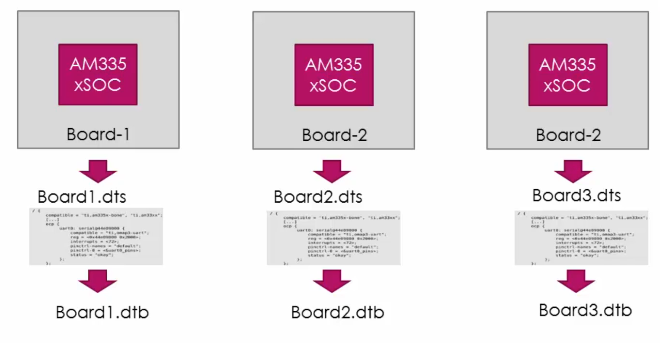 AM335
xSOC
Board-1
Board1.dts
/ {
compatible = "ti,am335x-bone", "ti,am33xx";
[...]
ocp {
uart0: serial@44e09000 {
compatible = "ti,omap3-uart";
reg = <0x44e09000 0x2000>;
interrupts = <72>;
pinctrl-names = "default";
pinctrl-0 = <&uart0_pins>;
status = "okay";
};
};
Board1.dtb
AM335
xSOC
Board-2
Board2.dts
/ {
compatible = "ti,am335x-bone", "ti,am33xx";
[...]
ocp {
uart0: serial@44e09000 {
compatible = "ti,omap3-uart";
reg = <0x44e09000 0x2000>;
interrupts = <72>;
pinctrl-names = "default";
pinctrl-0 = <&uart0_pins>;
status = "okay";
};
};
Board2.dtb
AM335
xSOC
Board-2
Board3.dts
/ {
compatible = "ti,am335x-bone", "ti,am33xx";
[...]
ocp {
uart0: serial@44e09000 {
compatible = "ti,omap3-uart";
reg = <0x44e09000 0x2000>;
interrupts = <72>;
pinctrl-names = "default";
pinctrl-0 = <&uart0_pins>;
status = "okay";
};
};
Board3.dtb